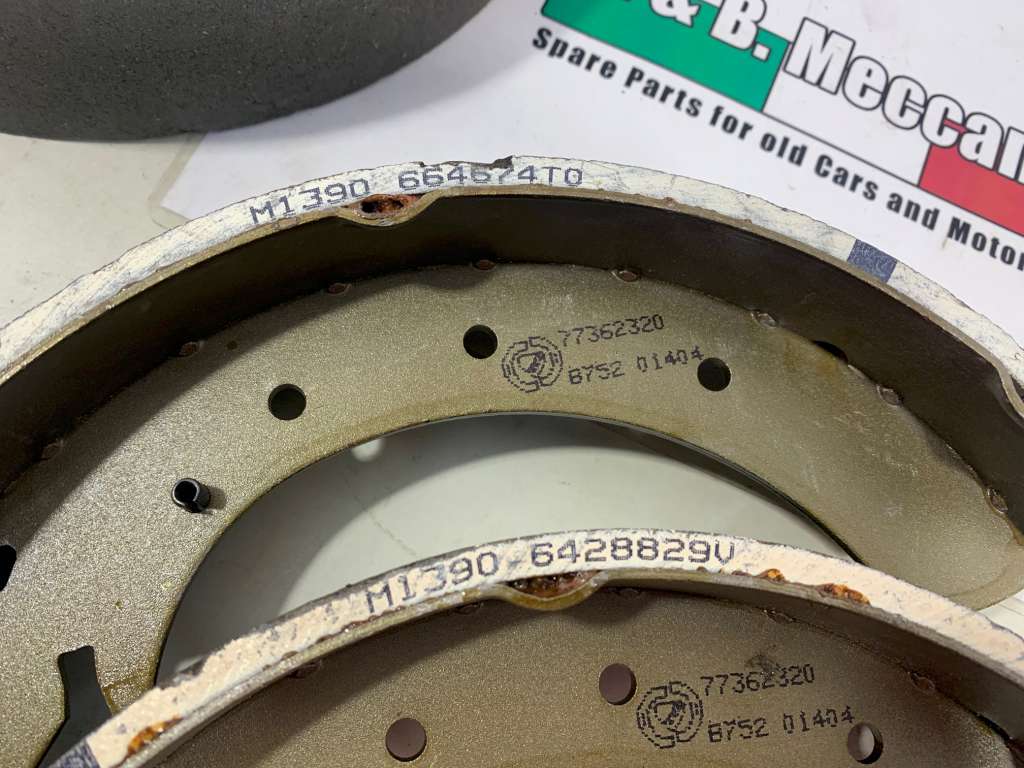 & B. Meccan
Spare Parts for old Cars and Motor
M1390 664674T0
77362320
B752 01404
M1390 6428829V
77362320
B752 01404